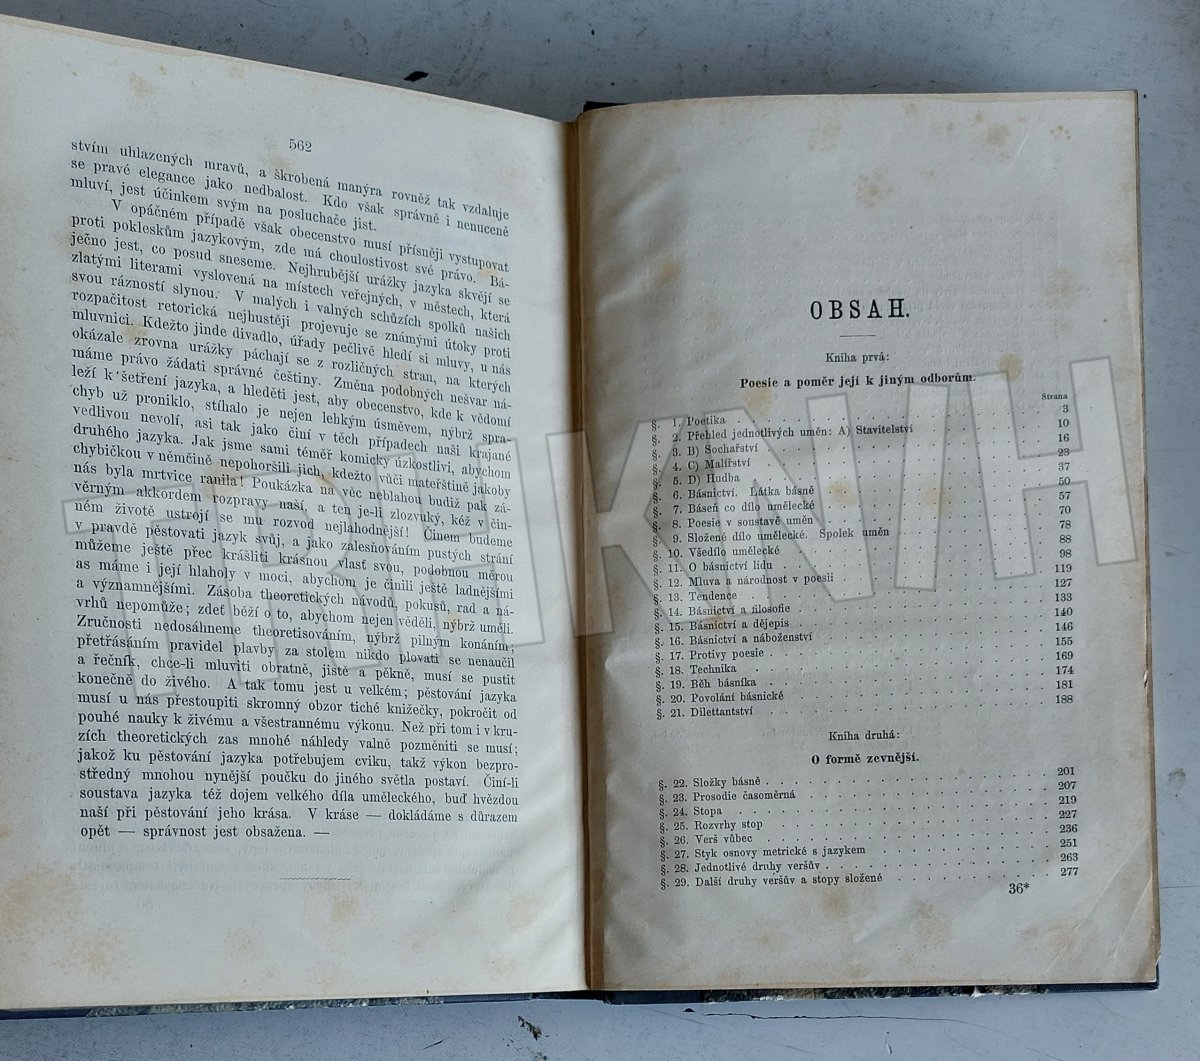 562
stvím uhlazených mravů, a škrobená manýra rovněž tak vzdaluje
se pravé elegance jako nedbalost. Kdo však správně i nenuceně
mluví, jest účinkem svým na posluchače jist.
V opáčném případě však obecenstvo musí přísněji vystupovat
proti pokleskům jazykovým, zde má choulostivost své právo. Bá-
ječno jest, co posud sneseme. Nejhrubější urážky jazyka skvějí se
zlatými literami vyslovená na místech veřejných, v městech, která
svou rázností slynou. V malých i valných schůzích spolků našich
rozpačitost retorická nejhustěji projevuje se známými útoky proti
mluvnici. Kdežto jinde divadlo, úřady pečlivě hledí si mluvy, u nás
okázale zrovna urážky páchají se z rozličných stran, na kterých
máme právo žádati správné češtiny. Změna podobných nešvar ná-
leží k šetření jazyka, a hleděti jest, aby obecenstvo, kde k vědomí
chyb už proniklo, stíhalo je nejen lehkým úsměvem, nýbrž spra-
vedlivou nevolí, asi tak jako činí v těch případech naši krajané
druhého jazyka. Jak jsme sami téměř komicky úzkostlivi, abychom
chybičkou v němčině nepohoršili jich, kdežto vůči mateřštině jakoby
nás byla mrtvice ranila! Poukázka na věc neblahou budiž pak zá-
věrným akkordem rozpravy naší, a ten je-li zlozvuký, kéž v čin-
ném životě ustrojí se mu rozvod nejlahodnější! Činem budeme
v pravdě pěstovati jazyk svůj, a jako zalesňováním pustých strání
můžeme ještě přec krášliti krásnou vlasť svou, podobnou měrou
as máme i její hlaholy v moci, abychom je činili ještě ladnějšími
a významnějšími. Zásoba theoretických návodů, pokusů, rad a ná-
vrhů nepomůže; zdeť běží o to, abychom nejen věděli, nýbrž uměli.
Zručnosti nedosáhneme theoretisováním, nýbrž pilným konáním;
přetřásáním pravidel plavby za stolem nikdo plovati se nenaučil
a řečník, chce-li mluviti obratně, jiště a pěkně, musí se pustit
konečně do živého. A tak tomu jest u velkém; pěstování jazyka
musí u nás přestoupiti skromný obzor tiché knížečky, pokročit od
pouhé nauky k živému a všestrannému výkonu. Než při tom i v kru-
zích theoretických zas mnohé náhledy valně pozměniti se musí;
jakož ku pěstování jazyka potřebujem cviku, takž výkon bezpro-
středný mnohou nynější poučku do jiného světla postaví. Činí-li
soustava jazyka též dojem velkého díla uměleckého, buď hvězdou
naší při pěstování jeho krása. V kráse — dokládáme s důrazem
opět — správnost jest obsažena. —
OBSAH.
Kniha prvá:
Poesie a poměr její k jiným odborům.
Strana
§. 1. Poetika 3
§. 2. Přehled jednotlivých uměn: A) Stavitelství 10
§. 3. B) Sochařství 16
§. 4. C) Malířství 23
§. 5. D) Hudba 37
§. 6. Básnictví. Látka básně 50
§. 7. Báseň co dílo umělecké 57
§. 8. Poesie v soustavě uměn 70
§. 9. Složené dílo umělecké. Spolek uměn 78
§. 10. Všedílo umělecké 88
§. 11. O básnictví lidu 98
§. 12. Mluva a národnost v poesii 119
§. 13. Tendence 127
§. 14. Básnictví a filosofie 133
§. 15. Básnictví a dějepis 140
§. 16. Básnictví a náboženství 146
§. 17. Protivy poesie 155
§. 18. Technika 169
§. 19. Běh básníka 174
§. 20. Povolání básnické 181
§. 21. Dilettantství 188
Kniha druhá:
O formě zevnější.
§. 22. Složky básně 201
§. 23. Prosodie časoměrná 207
§. 24. Stopa 219
§. 25. Rozvrhy stop 227
§. 26. Verš vůbec 236
§. 27. Styk osnovy metrické s jazykem 251
§. 28. Jednotlivé druhy veršův 263
§. 29. Další druhy veršův a stopy složené 277
36*
TRHKNIH